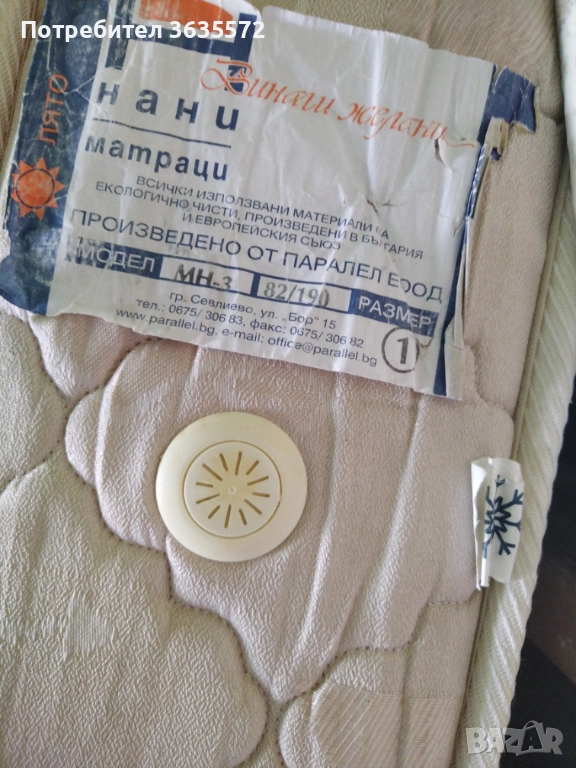 Потребител 3635572
ЛЯТО
Винаш желани
нани
матраци
ВСИЧКИ ИЗПОЛЗВАНИ МАТЕРИАЛИ СА
ЕКОЛОГИЧНО ЧИСТИ, ПРОИЗВЕДЕНИ В БЪЛГАРИЯ
И ЕВРОПЕЙСКИЯ СЪЮЗ
ПРОИЗВЕДЕНО ОТ ПАРАЛЕЛ ЕООД
МОДЕЛ МН-3 82/190 РАЗМЕР
гр. Севлиево, ул. „Бор" 15
тел.: 0675/ 306 83, факс: 0675/ 306 82
www.parallel.bg, e-mail: office@parallel.bg
1
BAZAR